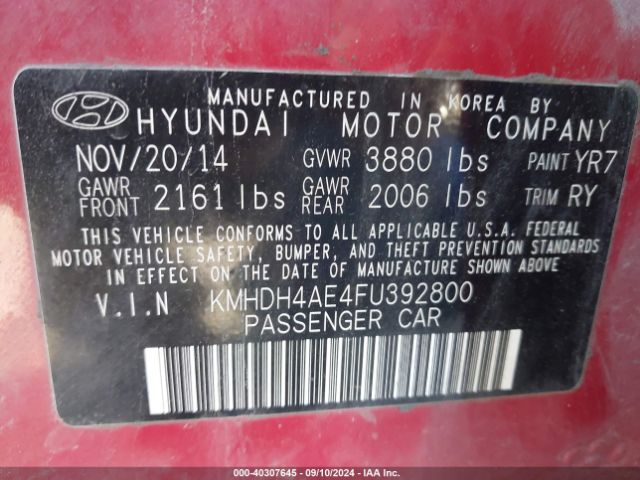 MANUFACTURED IN KOREA BY
HYUNDAI MOTOR COMPANY
NOV/20/14 GVWR 3880 lbs PAINT YR7
GAWR FRONT 2161 lbs GAWR REAR 2006 lbs TRIM RY
THIS VEHICLE CONFORMS TO ALL APPLICABLE U.S.A. FEDERAL
MOTOR VEHICLE SAFETY, BUMPER, AND THEFT PREVENTION STANDARDS
IN EFFECT ON THE DATE OF MANUFACTURE SHOWN ABOVE
V.I.N KMHDH4AE4FU392800
PASSENGER CAR
000-40307645 - 09/10/2024 - IAA Inc.